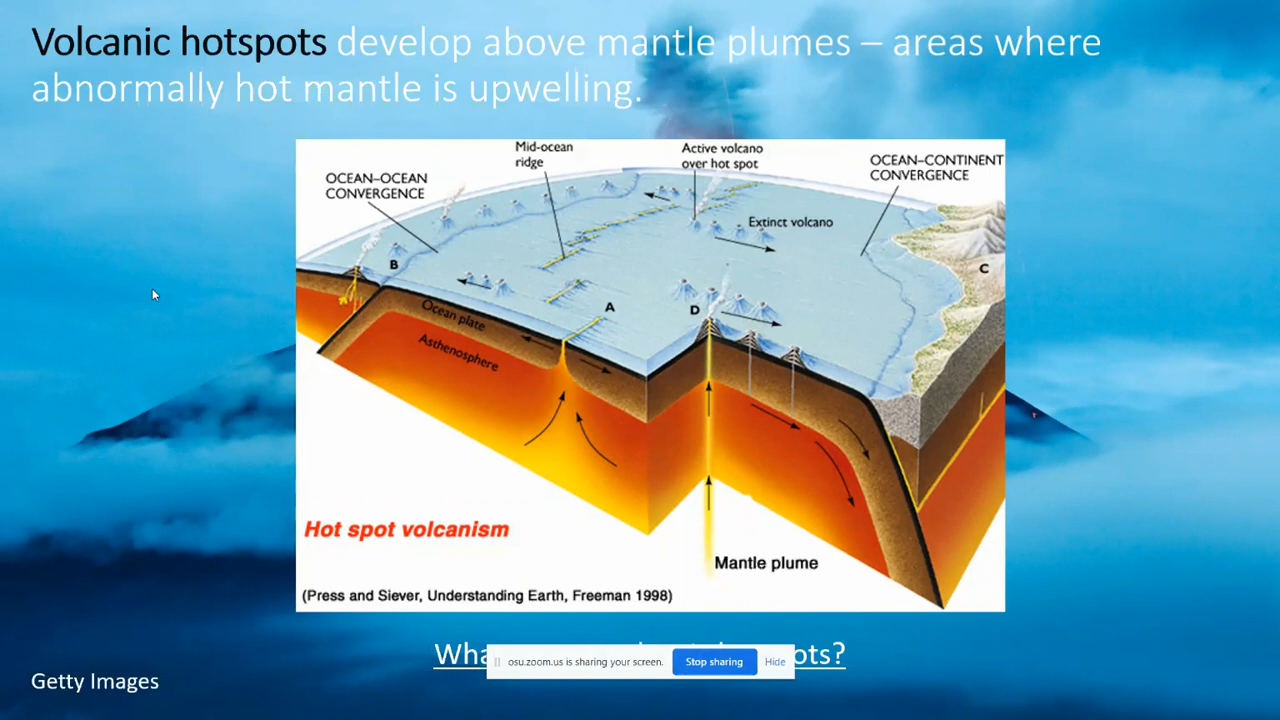 Volcanic hotspots develop above mantle plumes – areas where
abnormally hot mantle is upwelling.
Mid-ocean
ridge
Active volcano
over hot spot
OCEAN–CONTINENT
CONVERGENCE
OCEAN–OCEAN
CONVERGENCE
Extinct volcano
B
C
A
D
Ocean plate
Asthenosphere
Hot spot volcanism
Mantle plume
(Press and Siever, Understanding Earth, Freeman 1998)
osu.zoom.us is sharing your screen.
Stop sharing
Hide
Getty Images